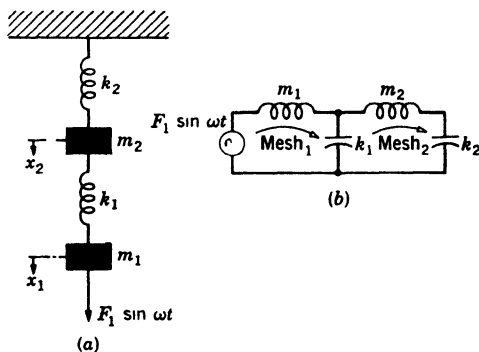 k₂
m₂
x₂
k₁
m₁
x₁
F₁ sin ωt
(a)
m₁
m₂
F₁ sin ωt
Mesh₁
k₁
Mesh₂
k₂
(b)